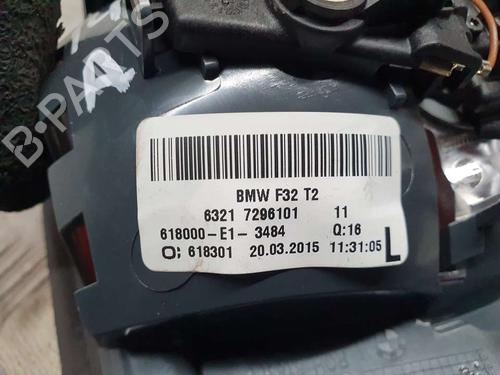 B-PARTS
BMW F32 T2
6321 7296101 11
618000-E1- 3484 Q:16
O; 618301 20.03.2015 11:31:05 L